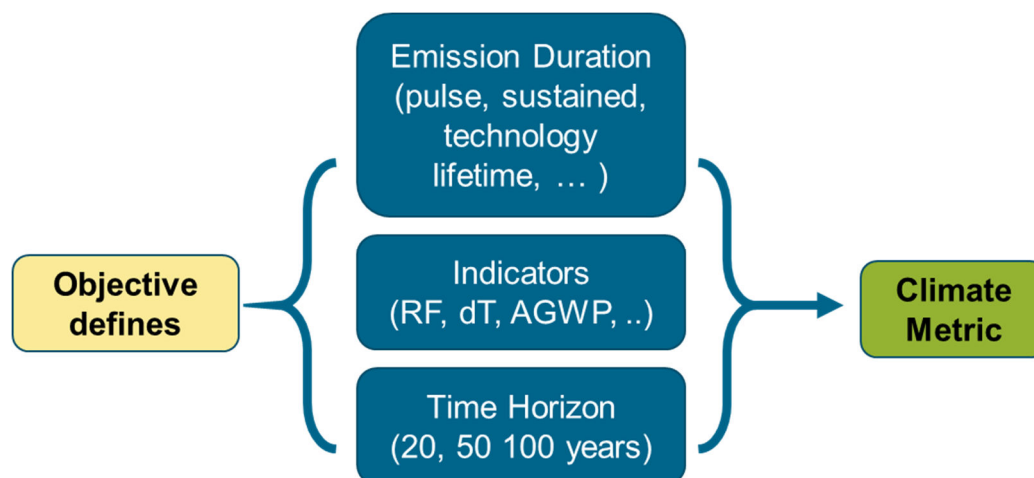 Objective
defines
Emission Duration
(pulse, sustained,
technology
lifetime, … )
Indicators
(RF, dT, AGWP, ..)
Time Horizon
(20, 50 100 years)
Climate
Metric